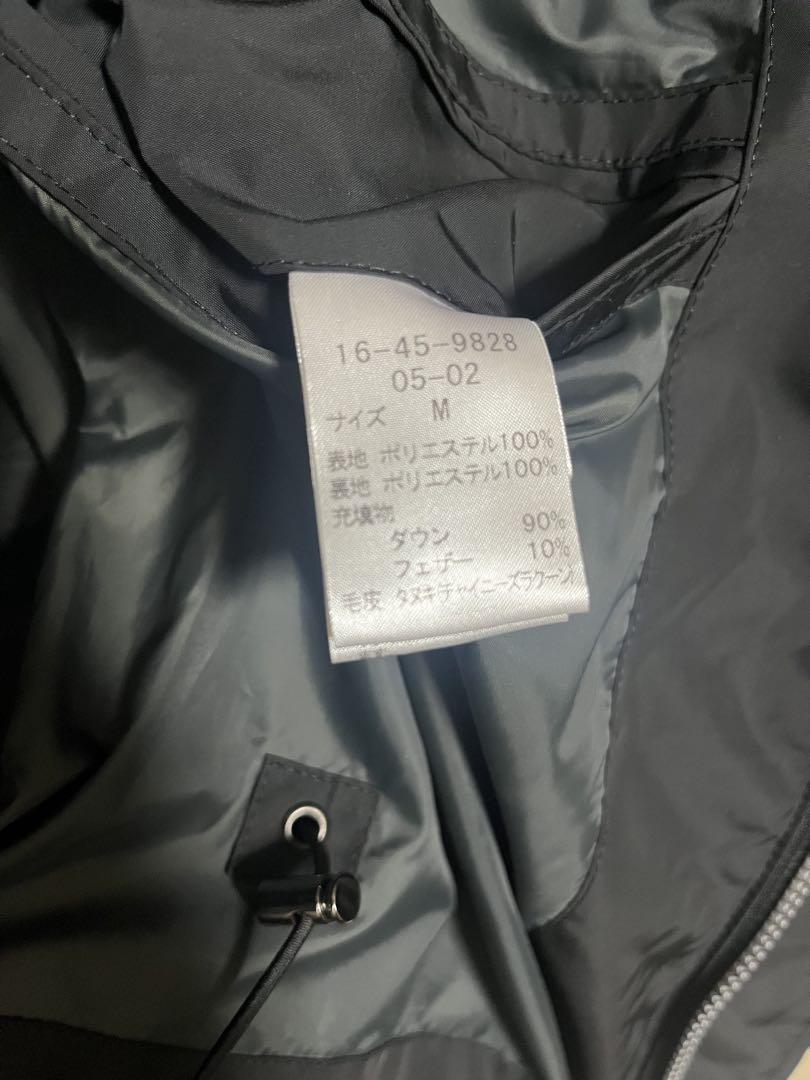 16-45-9828
05-02
サイズ M
表地 ポリエステル100%
裏地 ポリエステル100%
充填物
ダウン 90%
フェザー 10%
毛皮 タヌキ(チャイニーズラクーン)